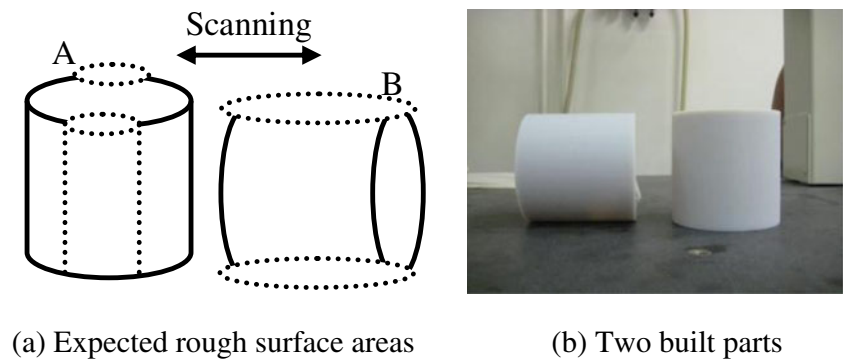 Scanning
A
B
(a) Expected rough surface areas
(b) Two built parts